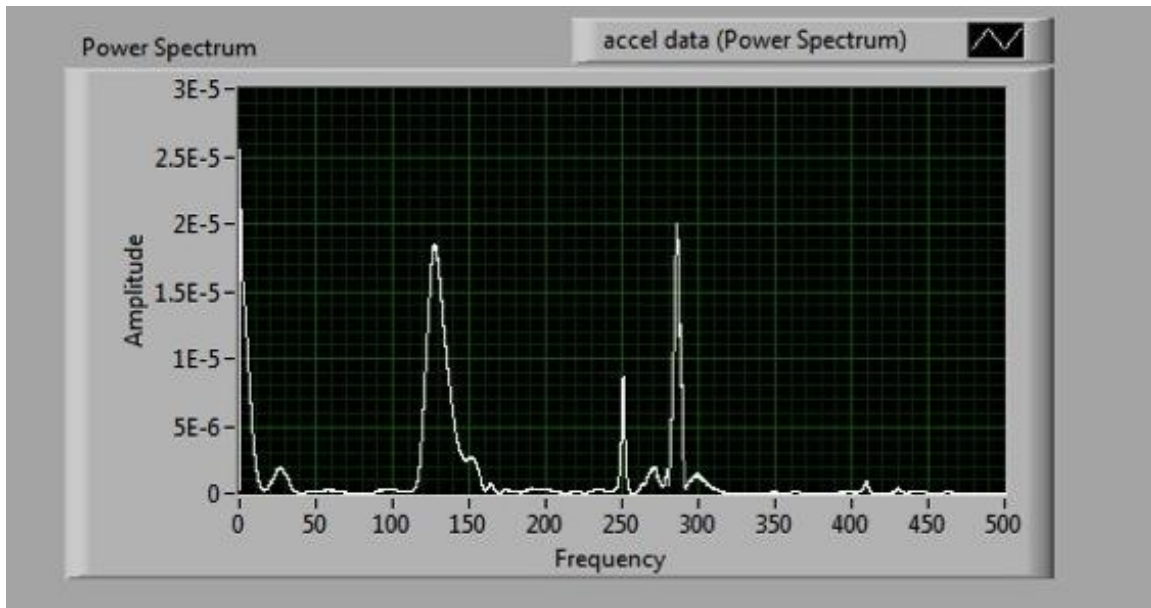 Power Spectrum
accel data (Power Spectrum)
3E-5
2.5E-5
2E-5
1.5E-5
1E-5
5E-6
0
Amplitude
0 50 100 150 200 250 300 350 400 450 500
Frequency